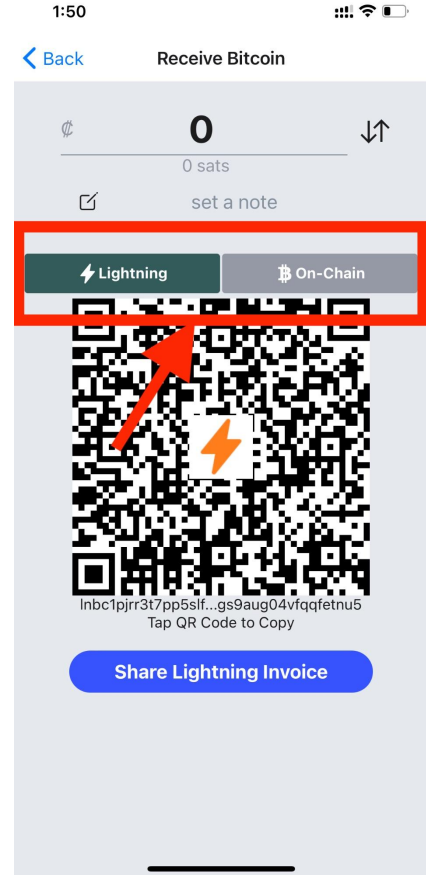 1:50
Back Receive Bitcoin
₡ 0
0 sats
set a note
Lightning On-Chain
lnbc1pjrr3t7pp5slf...gs9aug04vfqqfetnu5
Tap QR Code to Copy
Share Lightning Invoice